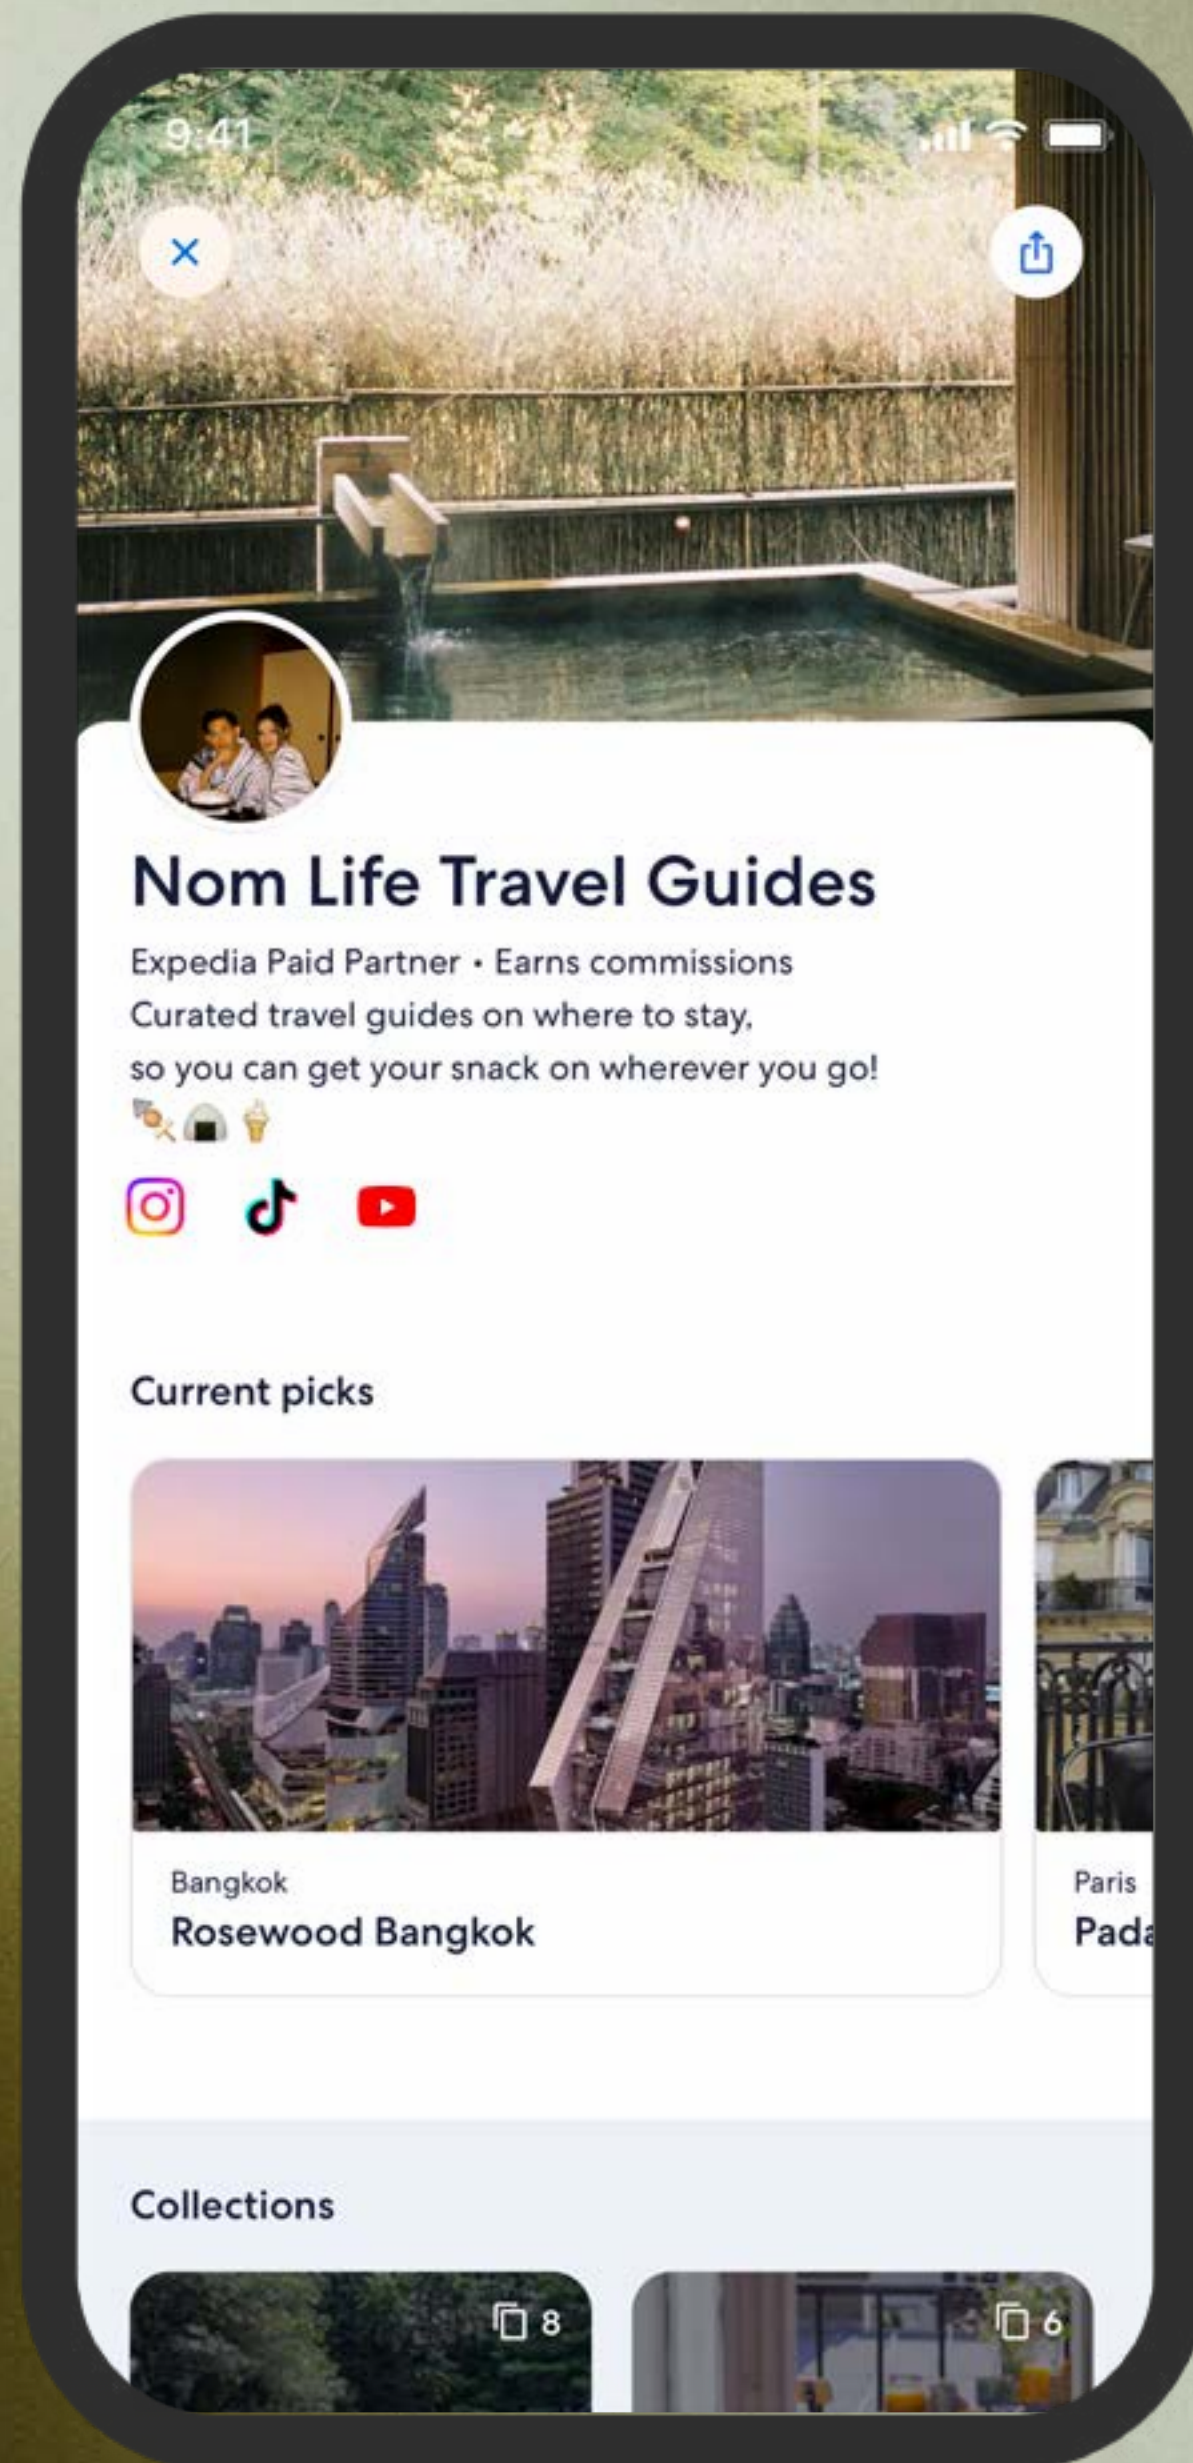 9:41
Nom Life Travel Guides
Expedia Paid Partner • Earns commissions
Curated travel guides on where to stay,
so you can get your snack on wherever you go!
🍢🍙🍦
Current picks
Bangkok
Rosewood Bangkok
Paris
Collections
8
6